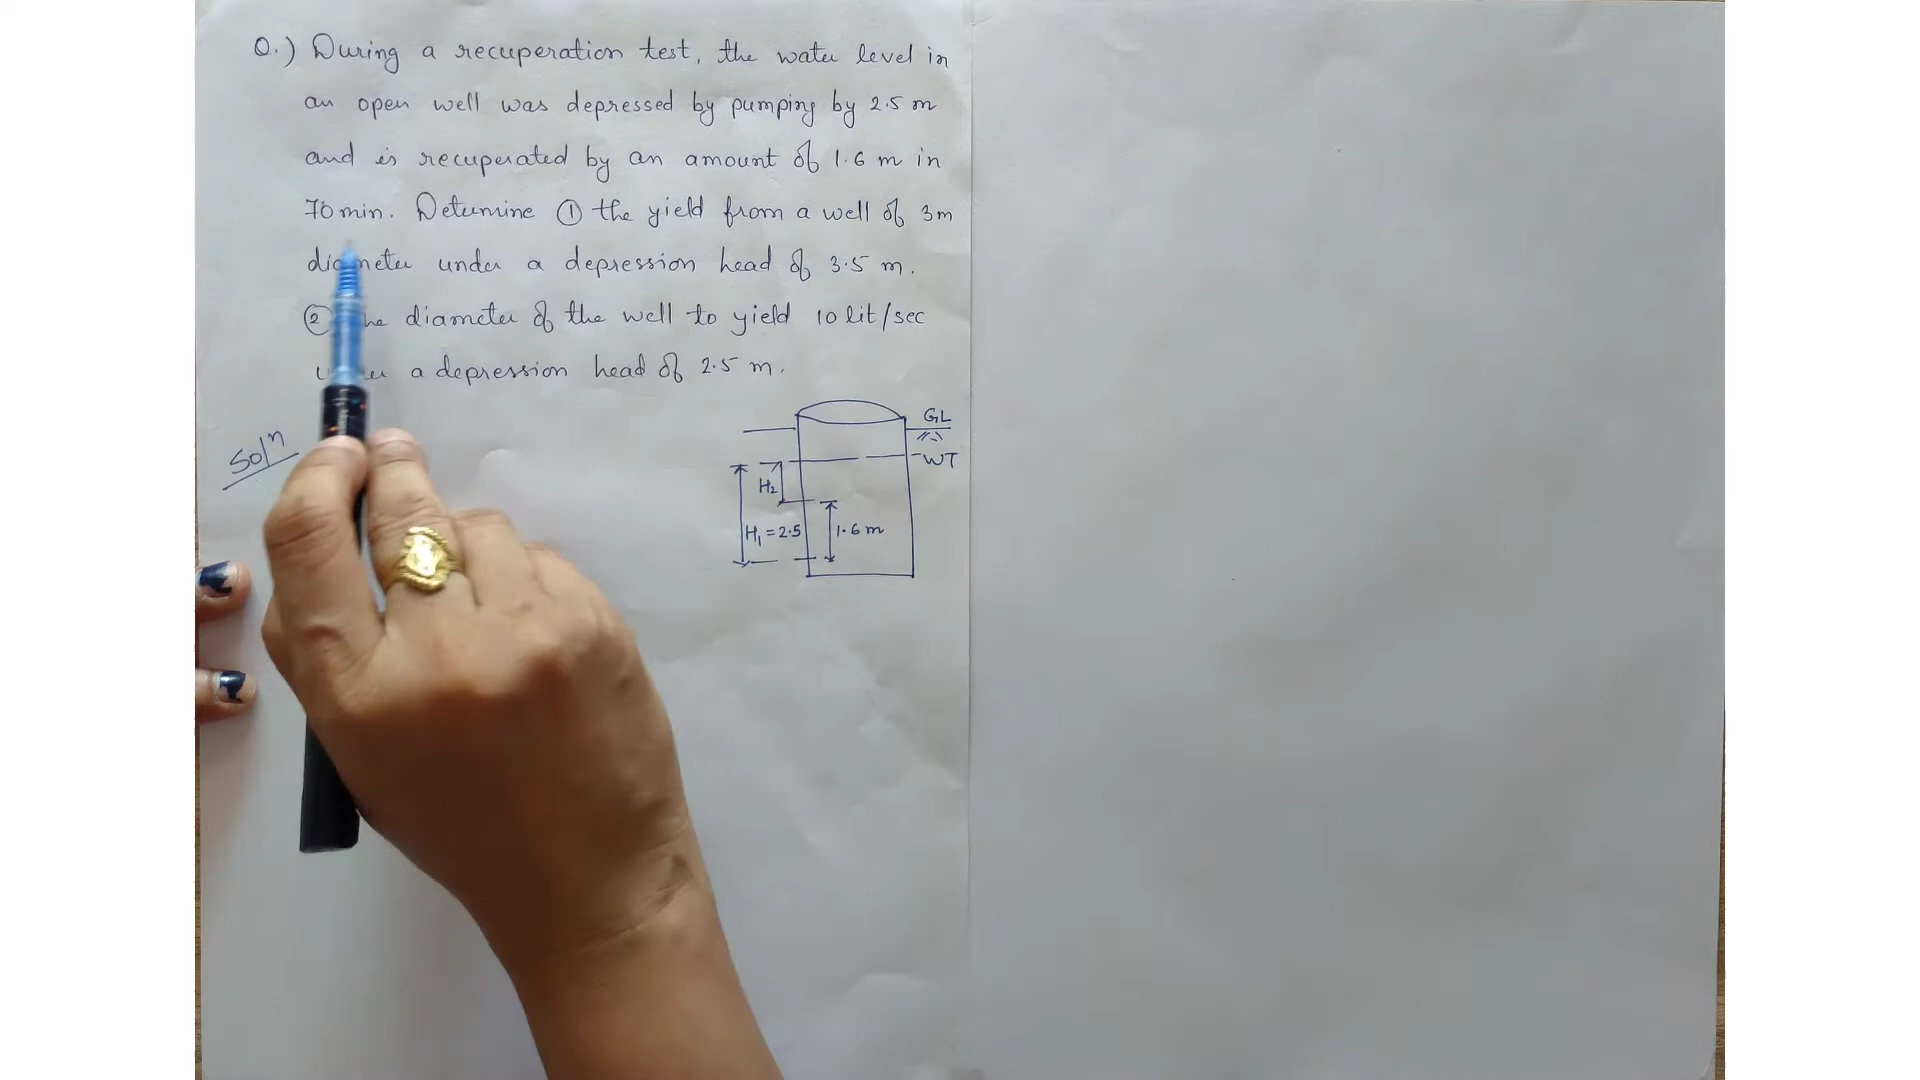 Q.) During a recuperation test, the water level in
an open well was depressed by pumping by 2.5 m
and is recuperated by an amount of 1.6 m in
70 min. Determine ① the yield from a well of 3m
diameter under a depression head of 3.5 m.
② the diameter of the well to yield 10 lit/sec
a depression head of 2.5 m.
Solⁿ
GL
WT
H₂
H₁ = 2.5
1.6 m